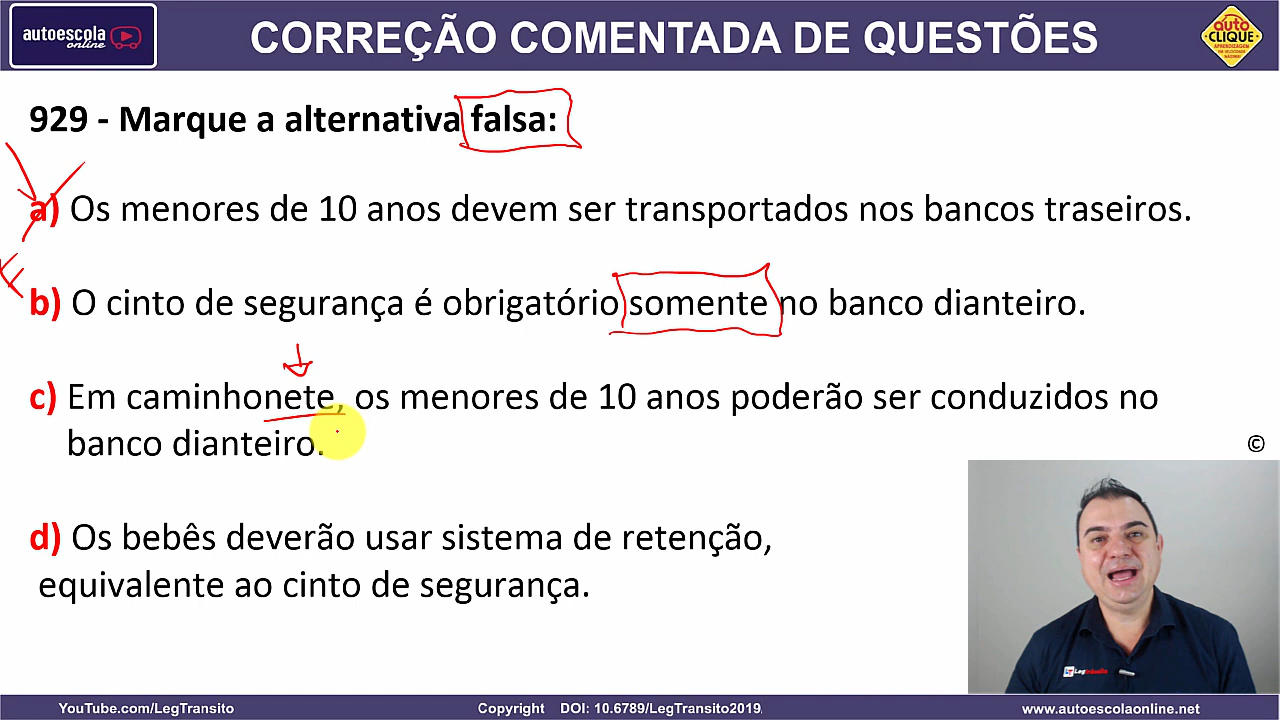 autoescola
online
CORREÇÃO COMENTADA DE QUESTÕES
auto
CLIQUE
929 - Marque a alternativa falsa:
a) Os menores de 10 anos devem ser transportados nos bancos traseiros.
b) O cinto de segurança é obrigatório somente no banco dianteiro.
c) Em caminhonete, os menores de 10 anos poderão ser conduzidos no
banco dianteiro.
©
d) Os bebês deverão usar sistema de retenção,
equivalente ao cinto de segurança.
LegTrânsito
YouTube.com/LegTransito
Copyright DOI: 10.6789/LegTransito2019
www.autoescolaonline.net